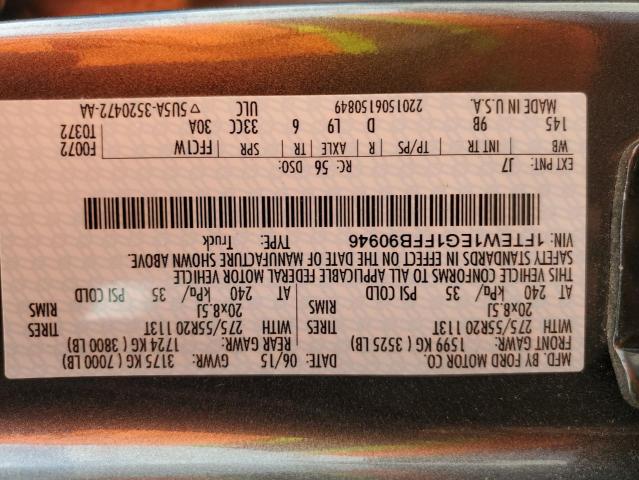 MFD. BY FORD MOTOR CO.
DATE: 06/15 GVWR: 3175 KG ( 7000 LB)
FRONT GAWR: 1599 KG ( 3525 LB) REAR GAWR: 1724 KG ( 3800 LB)
WITH 275/55R20 113T TIRES WITH 275/55R20 113T TIRES
20x8.5J RIMS 20x8.5J RIMS
AT 240 kPa/ 35 PSI COLD AT 240 kPa/ 35 PSI COLD
THIS VEHICLE CONFORMS TO ALL APPLICABLE FEDERAL MOTOR VEHICLE
SAFETY STANDARDS IN EFFECT ON THE DATE OF MANUFACTURE SHOWN ABOVE.
VIN: 1FTEW1EG1FFB90946 TYPE: Truck
EXT PNT: J7 RC: 56 DSO: F0072
WB INT TR TP/PS R AXLE TR SPR FFC1W T0372
145 9B D L9 6 33CC 30A
MADE IN U.S.A. 2201506150849 ULC ▽5U5A-3520472-AA